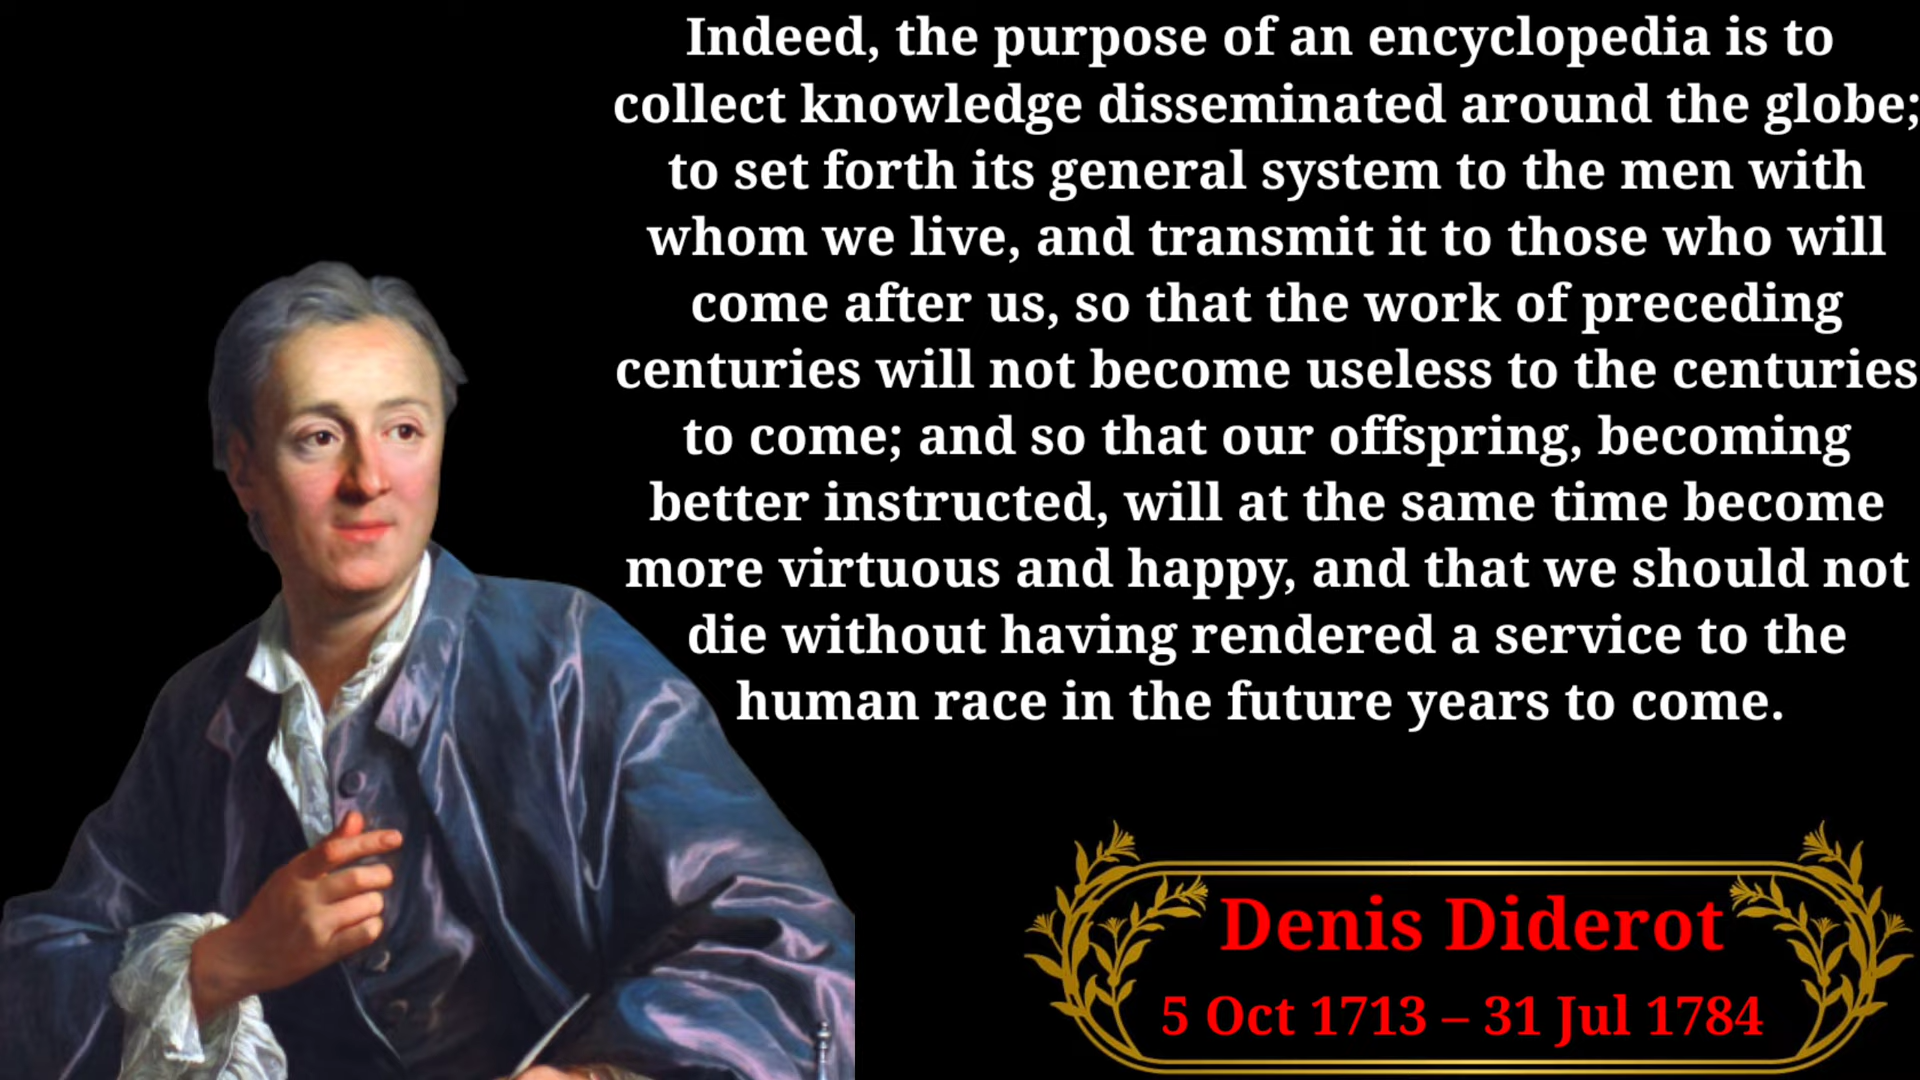 Indeed, the purpose of an encyclopedia is to
collect knowledge disseminated around the globe;
to set forth its general system to the men with
whom we live, and transmit it to those who will
come after us, so that the work of preceding
centuries will not become useless to the centuries
to come; and so that our offspring, becoming
better instructed, will at the same time become
more virtuous and happy, and that we should not
die without having rendered a service to the
human race in the future years to come.
Denis Diderot
5 Oct 1713 – 31 Jul 1784